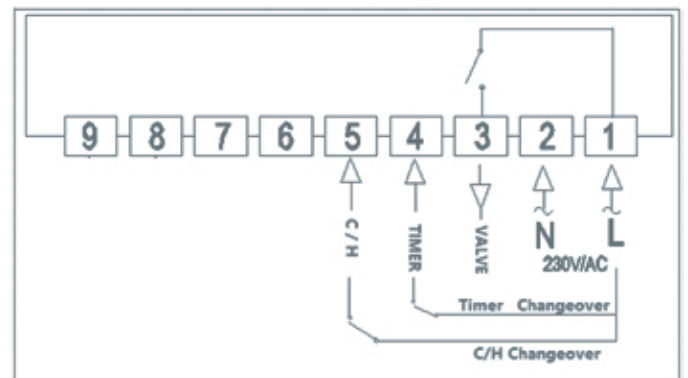 9 8 7 6 5 4 3 2 1
C / H TIMER VALVE N L
230V/AC
Timer Changeover
C/H Changeover